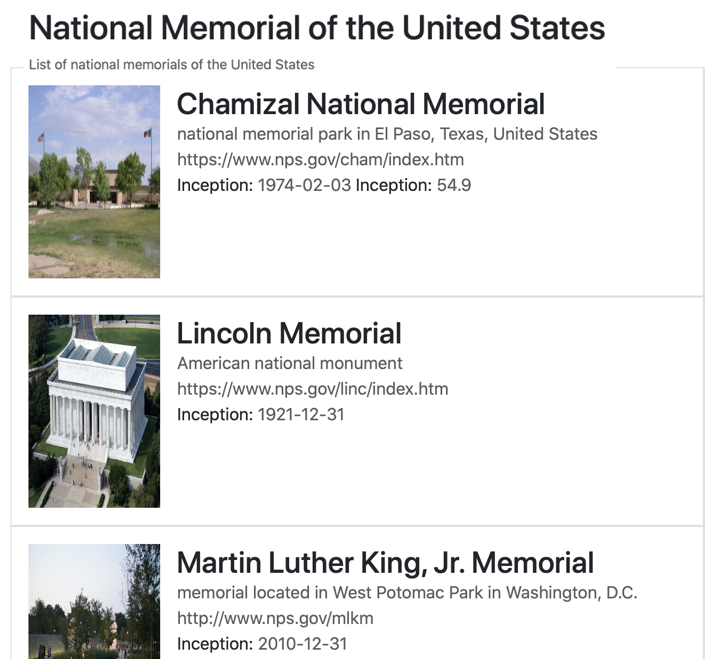 National Memorial of the United States
List of national memorials of the United States
Chamizal National Memorial
national memorial park in El Paso, Texas, United States
https://www.nps.gov/cham/index.htm
Inception: 1974-02-03 Inception: 54.9
Lincoln Memorial
American national monument
https://www.nps.gov/linc/index.htm
Inception: 1921-12-31
Martin Luther King, Jr. Memorial
memorial located in West Potomac Park in Washington, D.C.
http://www.nps.gov/mlkm
Inception: 2010-12-31